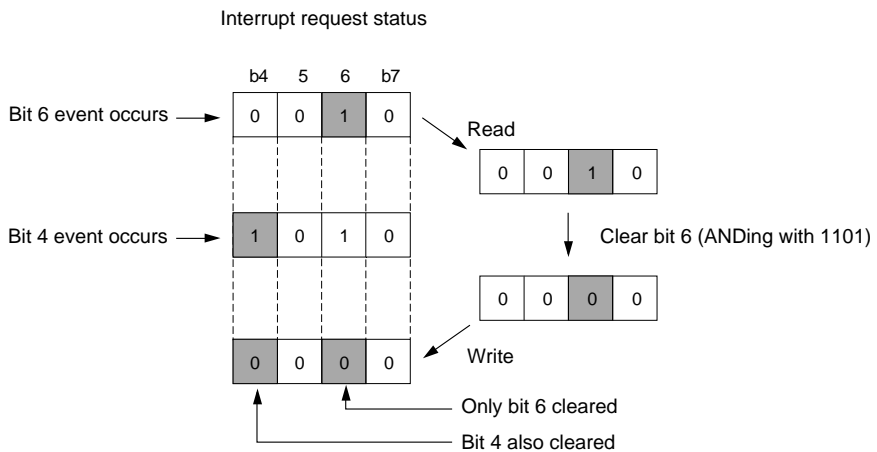 Interrupt request status
b4 5 6 b7
Bit 6 event occurs 0 0 1 0
Read
0 0 1 0
Bit 4 event occurs 1 0 1 0
Clear bit 6 (ANDing with 1101)
0 0 0 0
0 0 0 0
Write
Only bit 6 cleared
Bit 4 also cleared